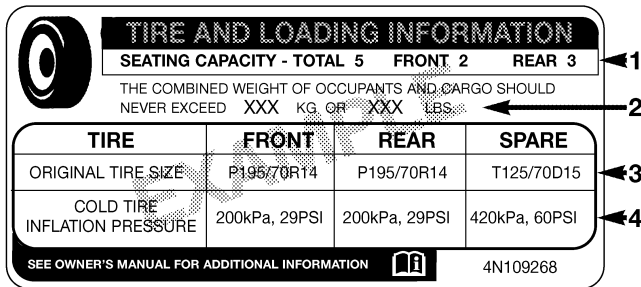 TIRE AND LOADING INFORMATION
SEATING CAPACITY - TOTAL 5 FRONT 2 REAR 3
1
THE COMBINED WEIGHT OF OCCUPANTS AND CARGO SHOULD
NEVER EXCEED XXX KG OR XXX LBS.
2
TIRE FRONT REAR SPARE
ORIGINAL TIRE SIZE P195/70R14 P195/70R14 T125/70D15
3
COLD TIRE
INFLATION PRESSURE 200kPa, 29PSI 200kPa, 29PSI 420kPa, 60PSI
4
SEE OWNER'S MANUAL FOR ADDITIONAL INFORMATION
4N109268
EXAMPLE